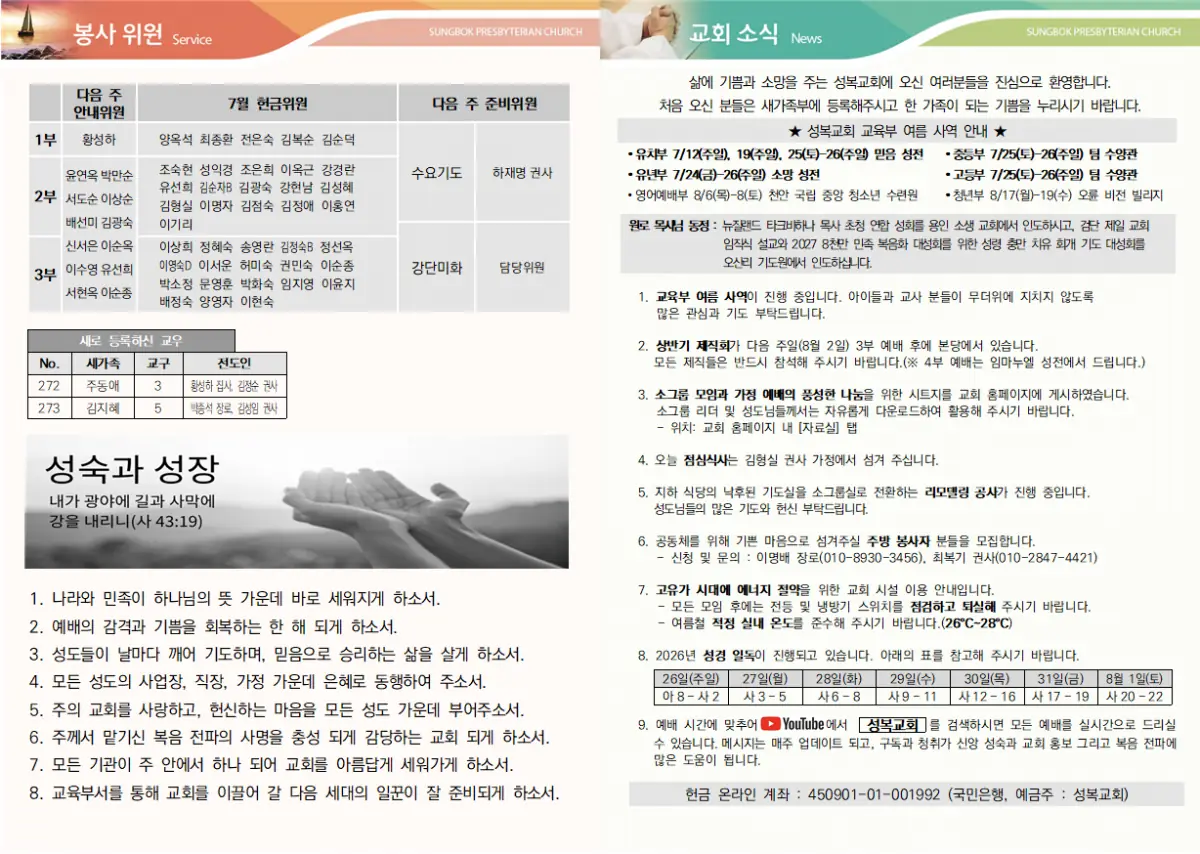 봉사 위원 Service
SUNGBOK PRESBYTERIAN CHURCH
다음 주 안내위원 7월 헌금위원 다음 주 준비위원
1부 황성하 양옥석 최종환 전은숙 김복순 김순덕
2부 윤연옥 박만순
서도순 이상순
배선미 김광숙
조숙현 성익경 조은희 이옥근 강경란
유선희 김순자B 김광숙 강현남 김성혜
김형실 이명자 김점숙 김정애 이홍연
이기리
3부 신서은 이순옥
이수영 유선희
서현옥 이순종
이상희 정혜숙 송영란 김정숙B 정선옥
이영숙D 이서운 허미숙 권민숙 이순종
박소정 문영훈 박화숙 임지영 이윤지
배정숙 양영자 이현숙
수요기도 하재명 권사
강단미화 담당위원
새로 등록하신 교우
No. 새가족 교구 전도인
272 주동애 3 황성하 집사, 김정순 권사
273 김지혜 5 박종석 장로, 김성임 권사
성숙과 성장
내가 광야에 길과 사막에
강을 내리니(사 43:19)
1. 나라와 민족이 하나님의 뜻 가운데 바로 세워지게 하소서.
2. 예배의 감격과 기쁨을 회복하는 한 해 되게 하소서.
3. 성도들이 날마다 깨어 기도하며, 믿음으로 승리하는 삶을 살게 하소서.
4. 모든 성도의 사업장, 직장, 가정 가운데 은혜로 동행하여 주소서.
5. 주의 교회를 사랑하고, 헌신하는 마음을 모든 성도 가운데 부어주소서.
6. 주께서 맡기신 복음 전파의 사명을 충성 되게 감당하는 교회 되게 하소서.
7. 모든 기관이 주 안에서 하나 되어 교회를 아름답게 세워가게 하소서.
8. 교육부서를 통해 교회를 이끌어 갈 다음 세대의 일꾼이 잘 준비되게 하소서.
교회 소식 News
SUNGBOK PRESBYTERIAN CHURCH
삶에 기쁨과 소망을 주는 성복교회에 오신 여러분들을 진심으로 환영합니다.
처음 오신 분들은 새가족부에 등록해주시고 한 가족이 되는 기쁨을 누리시기 바랍니다.
★ 성복교회 교육부 여름 사역 안내 ★
• 유치부 7/12(주일), 19(주일), 25(토)-26(주일) 믿음 성전 • 중등부 7/25(토)-26(주일) 팀 수양관
• 유년부 7/24(금)-26(주일) 소망 성전 • 고등부 7/25(토)-26(주일) 팀 수양관
• 영어예배부 8/6(목)-8(토) 천안 국립 중앙 청소년 수련원 • 청년부 8/17(월)-19(수) 오륜 비전 빌리지
원로 목사님 동정 : 뉴질랜드 타크비하나 목사 초청 연합 성회를 용인 소생 교회에서 인도하시고, 검단 제일 교회
임직식 설교와 2027 8천만 민족 복음화 대성회를 위한 성령 충만 치유 회개 기도 대성회를
오산리 기도원에서 인도하십니다.
1. 교육부 여름 사역이 진행 중입니다. 아이들과 교사 분들이 무더위에 지치지 않도록
많은 관심과 기도 부탁드립니다.
2. 상반기 제직회가 다음 주일(8월 2일) 3부 예배 후에 본당에서 있습니다.
모든 제직들은 반드시 참석해 주시기 바랍니다.(※ 4부 예배는 임마누엘 성전에서 드립니다.)
3. 소그룹 모임과 가정 예배의 풍성한 나눔을 위한 시트지를 교회 홈페이지에 게시하였습니다.
소그룹 리더 및 성도님들께서는 자유롭게 다운로드하여 활용해 주시기 바랍니다.
- 위치: 교회 홈페이지 내 [자료실] 탭
4. 오늘 점심식사는 김형실 권사 가정에서 섬겨 주십니다.
5. 지하 식당의 낙후된 기도실을 소그룹실로 전환하는 리모델링 공사가 진행 중입니다.
성도님들의 많은 기도와 헌신 부탁드립니다.
6. 공동체를 위해 기쁜 마음으로 섬겨주실 주방 봉사자 분들을 모집합니다.
- 신청 및 문의 : 이명배 장로(010-8930-3456), 최복기 권사(010-2847-4421)
7. 고유가 시대에 에너지 절약을 위한 교회 시설 이용 안내입니다.
- 모든 모임 후에는 전등 및 냉방기 스위치를 점검하고 퇴실해 주시기 바랍니다.
- 여름철 적정 실내 온도를 준수해 주시기 바랍니다.(26℃~28℃)
8. 2026년 성경 일독이 진행되고 있습니다. 아래의 표를 참고해 주시기 바랍니다.
26일(주일) 27일(월) 28일(화) 29일(수) 30일(목) 31일(금) 8월 1일(토)
아 8 – 사 2 사 3 – 5 사 6 – 8 사 9 – 11 사 12 – 16 사 17 – 19 사 20 – 22
9. 예배 시간에 맞추어 YouTube 에서 성복교회 를 검색하시면 모든 예배를 실시간으로 드리실
수 있습니다. 메시지는 매주 업데이트 되고, 구독과 청취가 신앙 성숙과 교회 홍보 그리고 복음 전파에
많은 도움이 됩니다.
헌금 온라인 계좌 : 450901-01-001992 (국민은행, 예금주 : 성복교회)